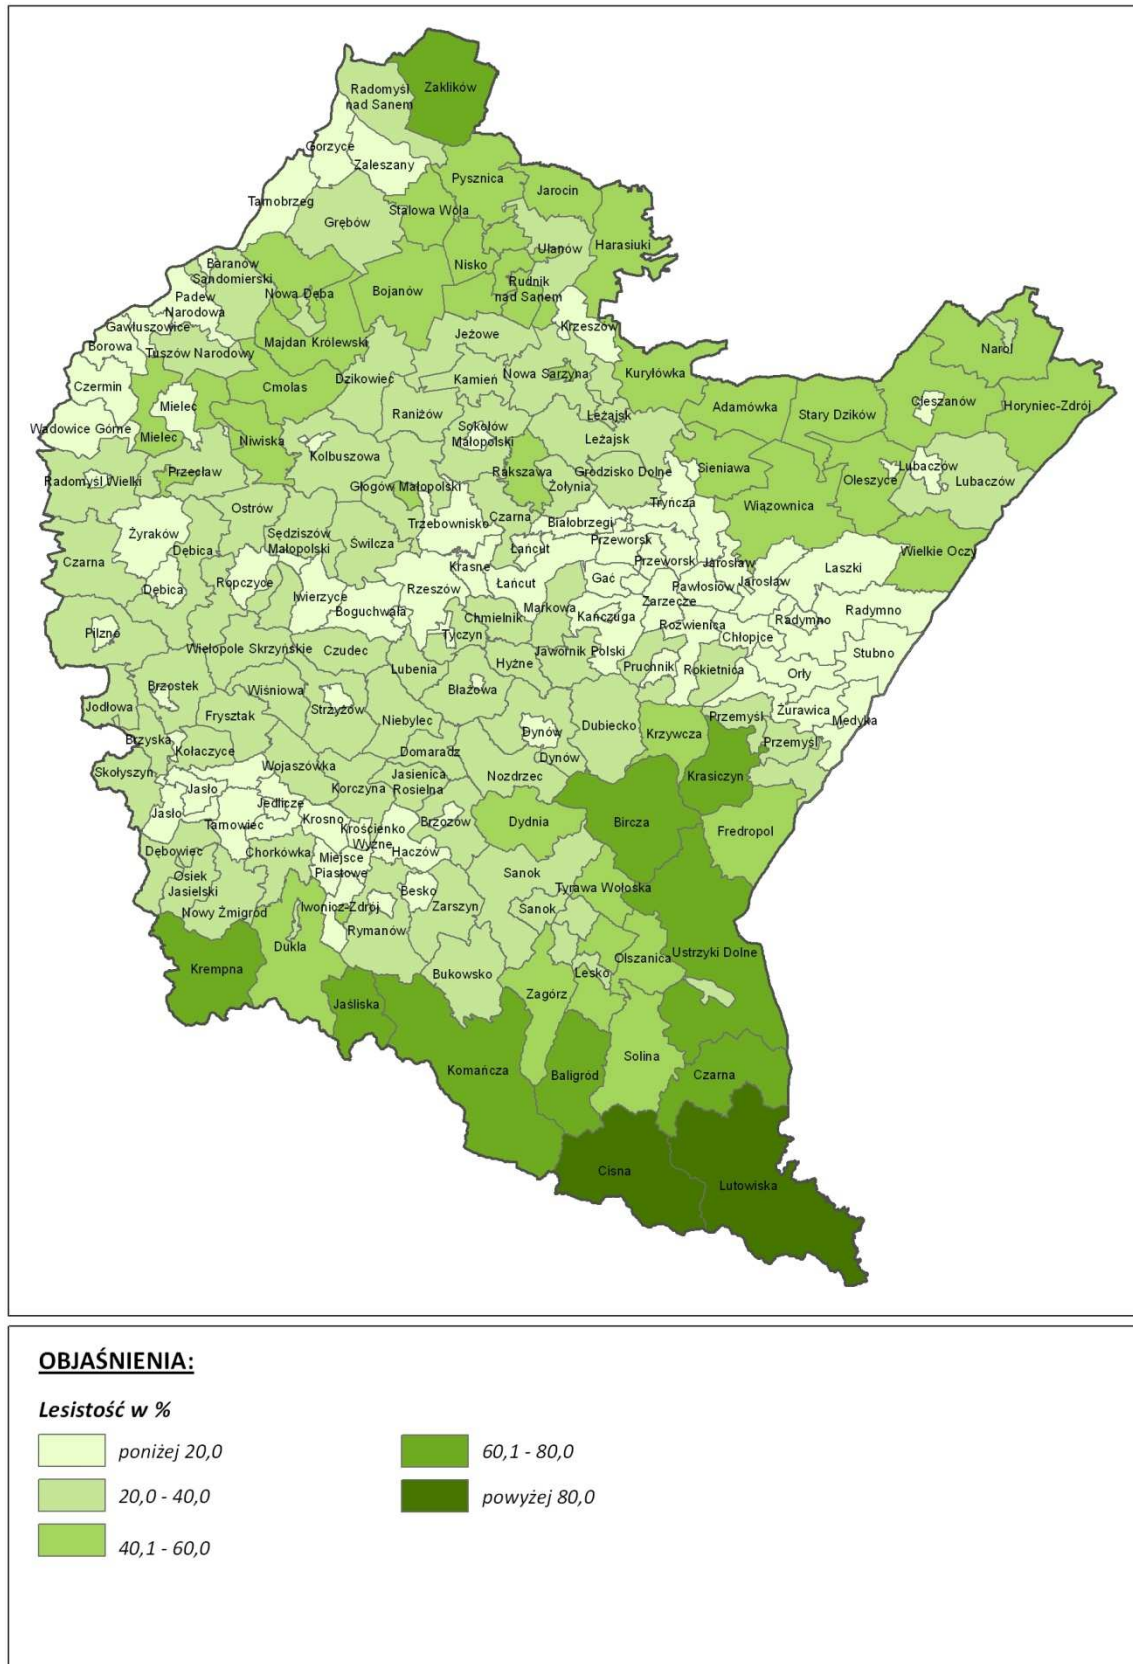 Zaklików
Radomyśl
nad Sanem
Gorzyce
Zaleszany
Pysznica
Jarocin
Tarnobrzeg
Stalowa Wola
Grębów
Harasiuki
Ulanów
Baranów
Sandomierski
Nisko
Rudnik
nad Sanem
Nowa Dęba
Bojanów
Padew
Narodowa
Gawłuszowice
Krzeszów
Borowa
Tuszów Narodowy
Majdan Królewski
Jeżowe
Narol
Czermin
Cmolas
Dzikowiec
Kamień
Nowa Sarzyna
Kuryłówka
Cieszanów
Horyniec-Zdrój
Mielec
Adamówka
Stary Dzików
Raniżów
Leżajsk
Wadowice Górne
Mielec
Niwiska
Sokołów
Małopolski
Leżajsk
Kolbuszowa
Lubaczów
Radomyśl Wielki
Przecław
Rakszawa
Grodzisko Dolne
Sieniawa
Oleszyce
Lubaczów
Głogów Małopolski
Żołynia
Tryńcza
Wiązownica
Ostrów
Czarna
Trzebownisko
Białobrzegi
Żyraków
Sędziszów
Małopolski
Świlcza
Przeworsk
Wielkie Oczy
Dębica
Łańcut
Czarna
Krasne
Przeworsk
Jarosław
Laszki
Dębica
Ropczyce
Iwierzyce
Rzeszów
Łańcut
Gać
Pawłosiów
Jarosław
Boguchwała
Markowa
Zarzecze
Radymno
Pilzno
Chmielnik
Kańczuga
Roźwienica
Radymno
Tyczyn
Chłopice
Wielopole Skrzyńskie
Czudec
Jawornik Polski
Stubno
Lubenia
Hyżne
Pruchnik
Rokietnica
Orły
Brzostek
Wiśniowa
Błażowa
Jodłowa
Strzyżów
Żurawica
Frysztak
Niebylec
Dubiecko
Przemyśl
Medyka
Brzyska
Dynów
Krzywcza
Kołaczyce
Domaradz
Dynów
Przemyśl
Wojaszówka
Skołyszyn
Jasienica
Rosielna
Nozdrzec
Krasiczyn
Jasło
Korczyna
Jedlicze
Jasło
Krosno
Brzozów
Dydnia
Bircza
Tarnowiec
Krościenko
Wyżne
Fredropol
Dębowiec
Chorkówka
Miejsce
Piastowe
Haczów
Osiek
Jasielski
Sanok
Besko
Tyrawa Wołoska
Nowy Żmigród
Iwonicz-Zdrój
Zarszyn
Sanok
Rymanów
Dukla
Ustrzyki Dolne
Krempna
Olszanica
Bukowsko
Lesko
Zagórz
Jaśliska
Solina
Komańcza
Baligród
Czarna
Cisna
Lutowiska
OBJAŚNIENIA:
Lesistość w %
poniżej 20,0
60,1 - 80,0
20,0 - 40,0
powyżej 80,0
40,1 - 60,0